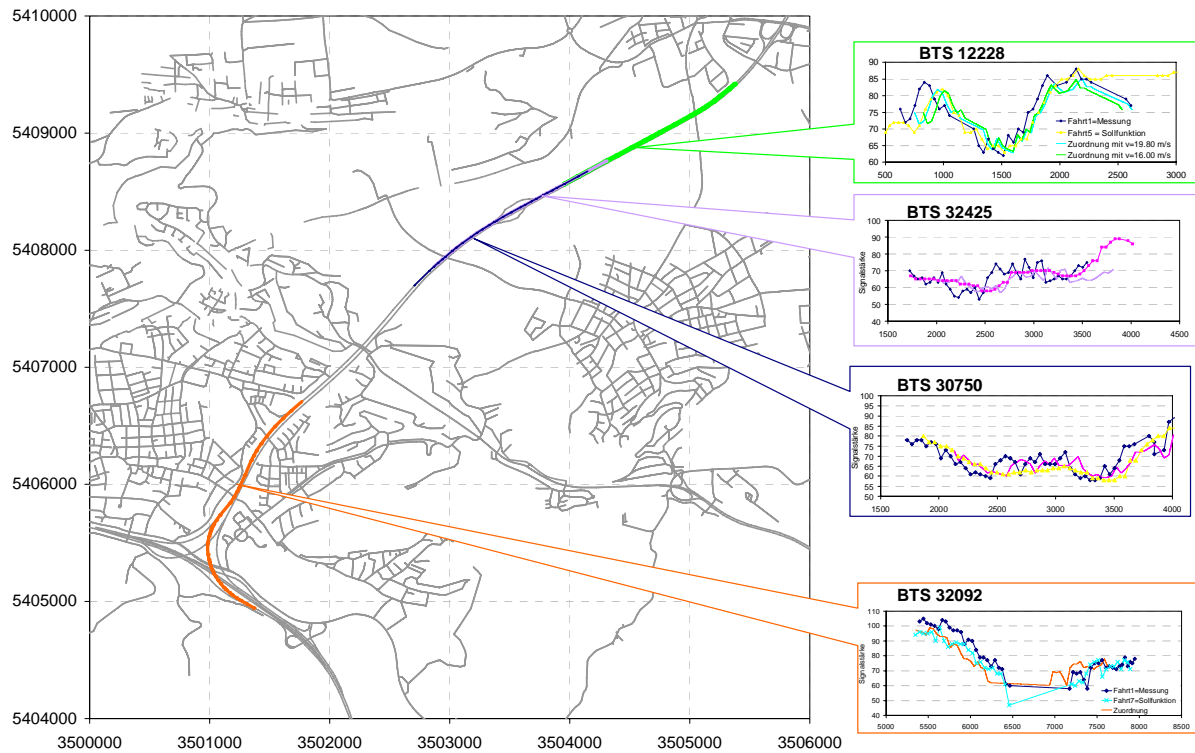 5410000
5409000
5408000
5407000
5406000
5405000
5404000
3500000 3501000 3502000 3503000 3504000 3505000 3506000
BTS 12228
90
85
80
75
70
65
60
500 1000 1500 2000 2500 3000
Fahrt1=Messung
Fahrt5 = Sollfunktion
Zuordnung mit v=19.80 m/s
Zuordnung mit v=16.00 m/s
BTS 32425
Signalstärke
100
90
80
70
60
50
40
1500 2000 2500 3000 3500 4000 4500
BTS 30750
Signalstärke
100
95
90
85
80
75
70
65
60
55
50
1500 2000 2500 3000 3500 4000
BTS 32092
Signalstärke
110
100
90
80
70
60
50
40
5000 5500 6000 6500 7000 7500 8000 8500
Fahrt1=Messung
Fahrt7=Sollfunktion
Zuordnung